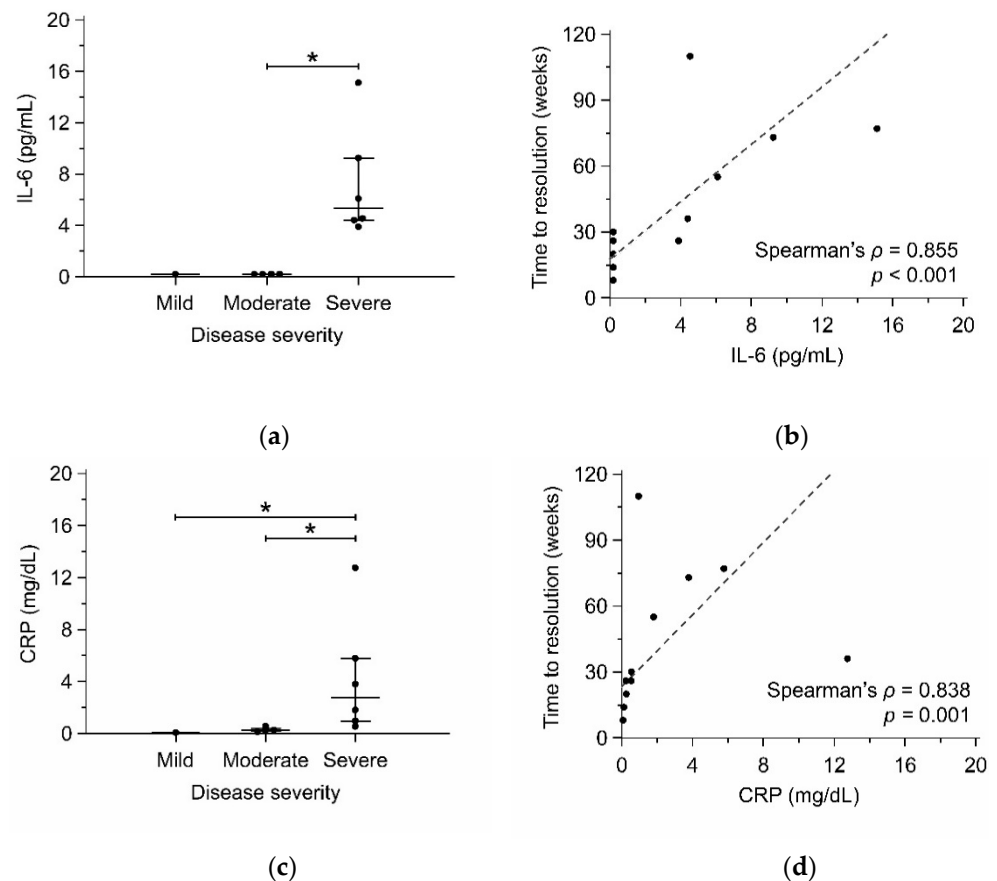 20
16
12
8
4
0
IL-6 (pg/mL)
*
Mild Moderate Severe
Disease severity
(a)
120
90
60
30
0
Time to resolution (weeks)
Spearman's ρ = 0.855
p < 0.001
0 4 8 12 16 20
IL-6 (pg/mL)
(b)
20
16
12
8
4
0
CRP (mg/dL)
*
*
Mild Moderate Severe
Disease severity
(c)
120
90
60
30
0
Time to resolution (weeks)
Spearman's ρ = 0.838
p = 0.001
0 4 8 12 16 20
CRP (mg/dL)
(d)